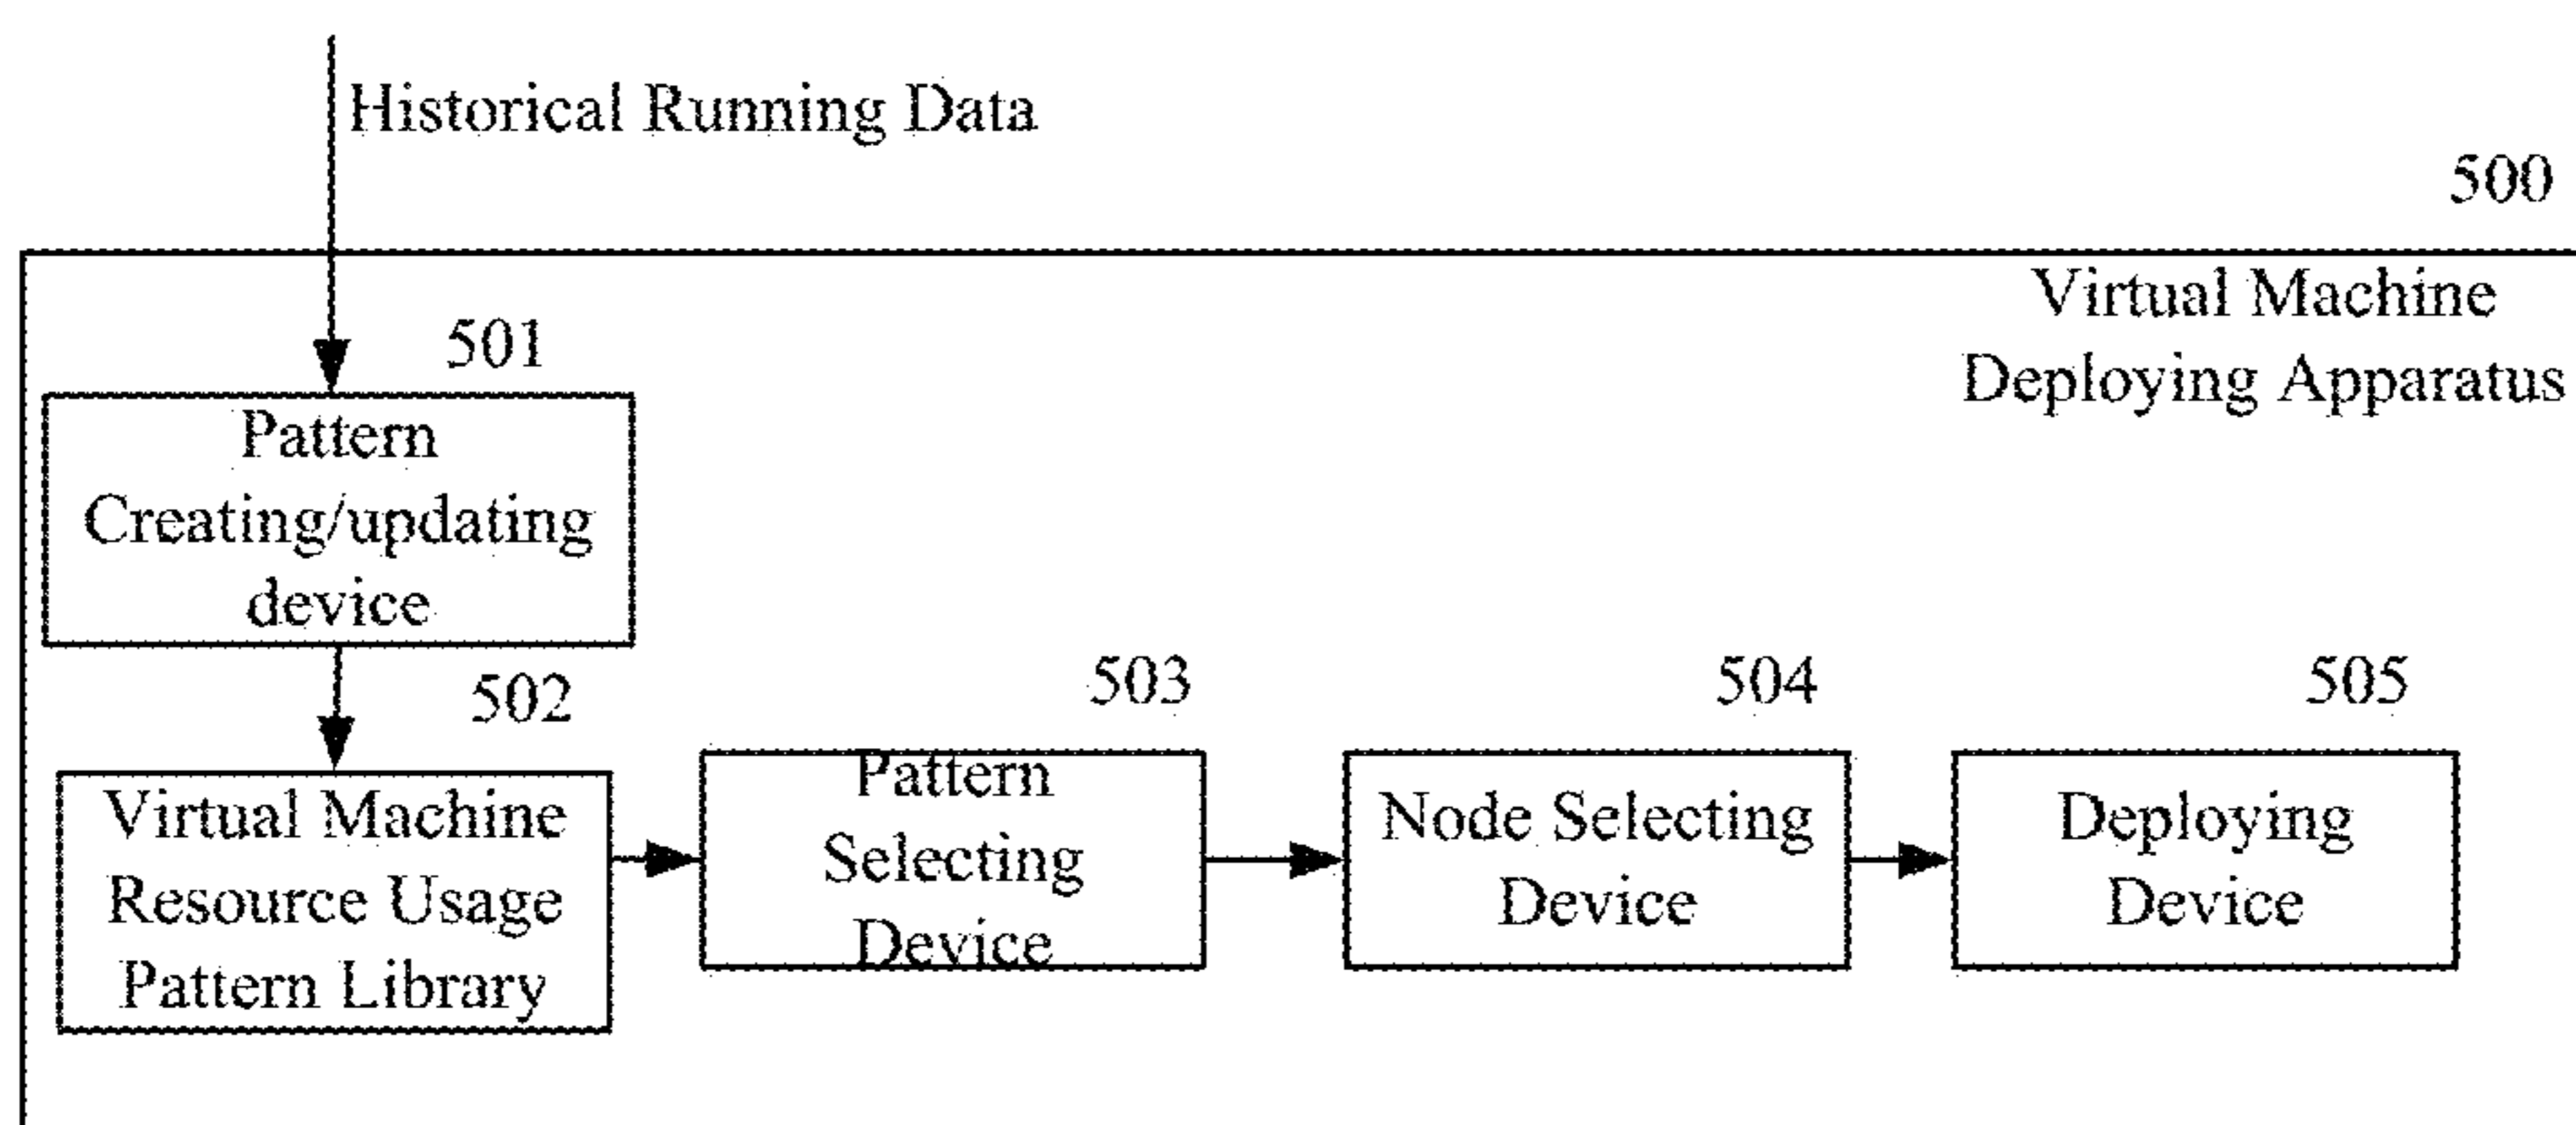 Historical Running Data
500
Virtual Machine
Deploying Apparatus
501
Pattern
Creating/updating
device
502
Virtual Machine
Resource Usage
Pattern Library
503
Pattern
Selecting
Device
504
Node Selecting
Device
505
Deploying
Device